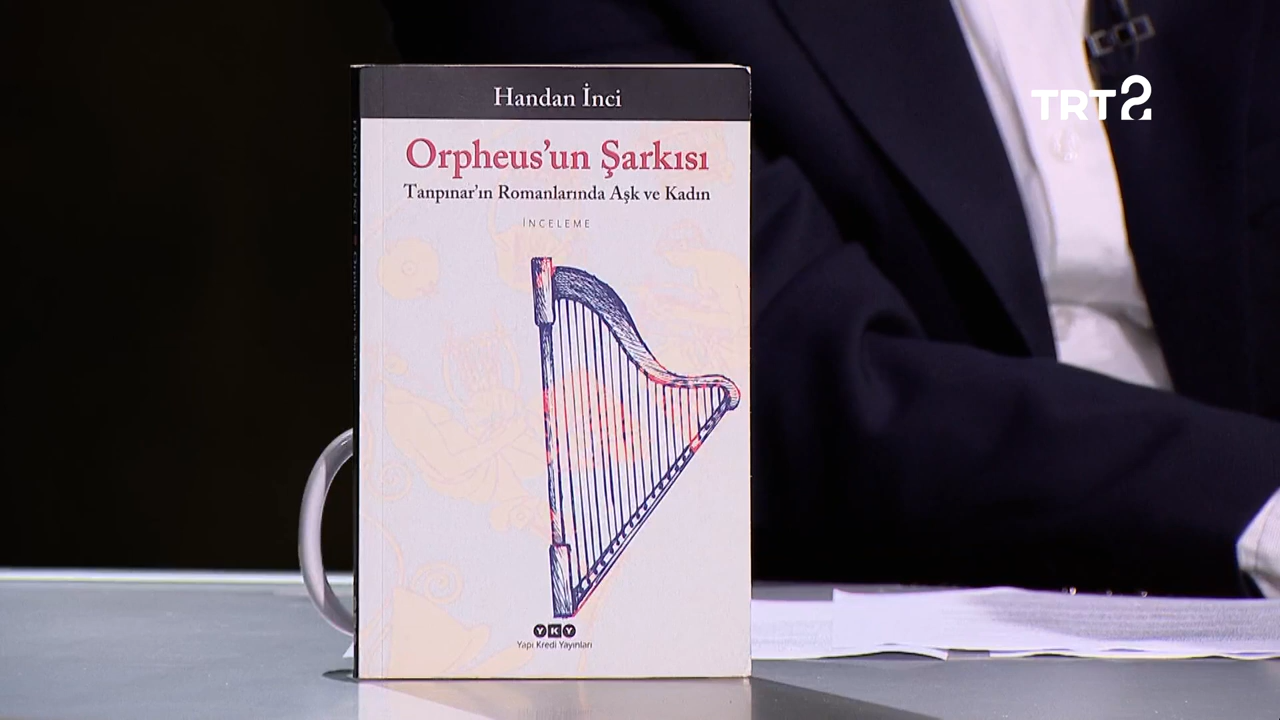 Handan İnci
TRT2
Orpheus'un Şarkısı
Tanpınar'ın Romanlarında Aşk ve Kadın
İNCELEME
YKY
Yapı Kredi Yayınları